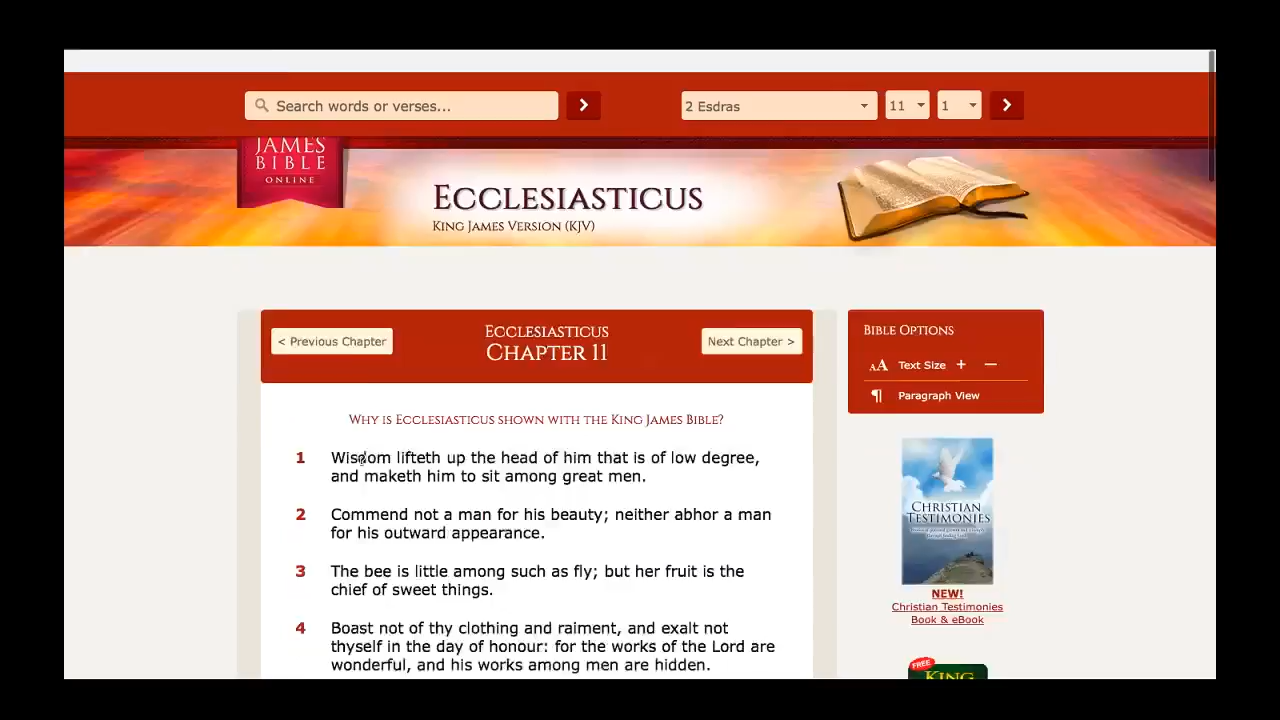 Search words or verses...
2 Esdras
11
1
JAMES
BIBLE
ONLINE
Ecclesiasticus
King James Version (KJV)
< Previous Chapter
Ecclesiasticus
Chapter 11
Next Chapter >
Why is Ecclesiasticus shown with the King James Bible?
1 Wisdom lifteth up the head of him that is of low degree,
and maketh him to sit among great men.
2 Commend not a man for his beauty; neither abhor a man
for his outward appearance.
3 The bee is little among such as fly; but her fruit is the
chief of sweet things.
4 Boast not of thy clothing and raiment, and exalt not
thyself in the day of honour: for the works of the Lord are
wonderful, and his works among men are hidden.
Bible Options
AA Text Size + −
¶ Paragraph View
CHRISTIAN
TESTIMONIES
NEW!
Christian Testimonies
Book & eBook
FREE
KING